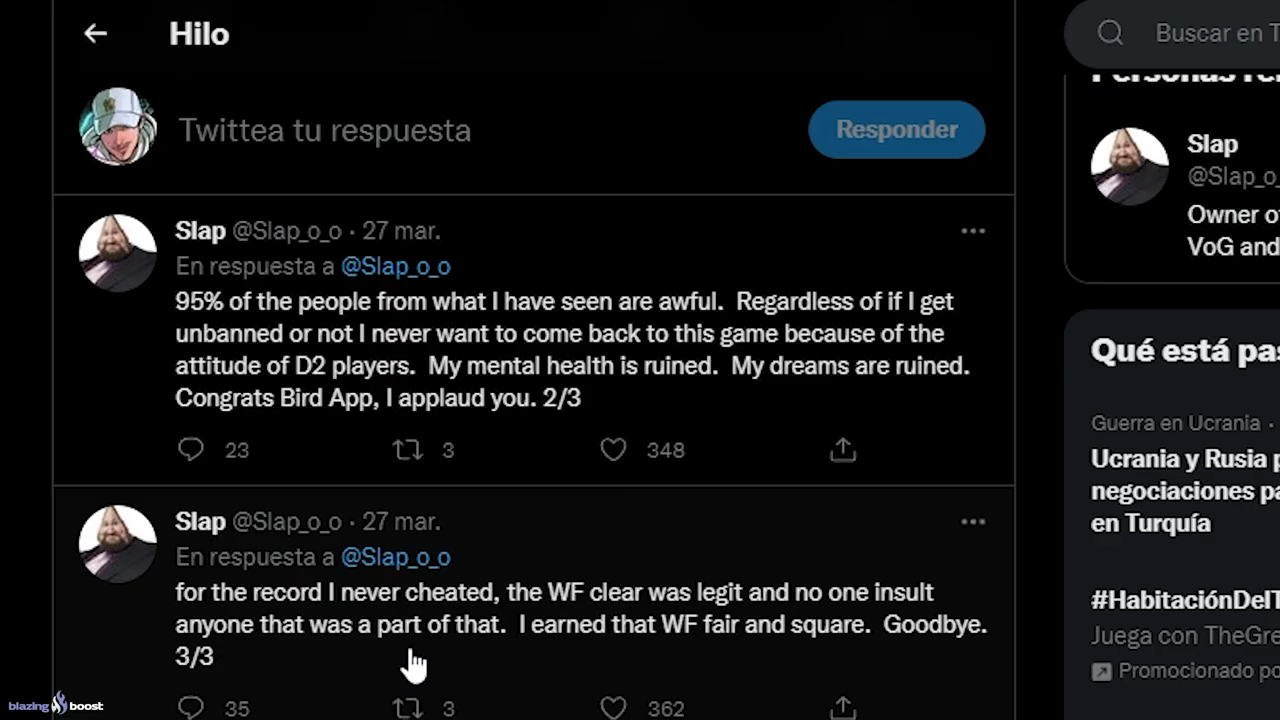 Hilo
Buscar en T
Twittea tu respuesta
Responder
Slap @Slap_o_o · 27 mar.
En respuesta a @Slap_o_o
95% of the people from what I have seen are awful.  Regardless of if I get
unbanned or not I never want to come back to this game because of the
attitude of D2 players.  My mental health is ruined.  My dreams are ruined.
Congrats Bird App, I applaud you. 2/3
23 3 348
Slap @Slap_o_o · 27 mar.
En respuesta a @Slap_o_o
for the record I never cheated, the WF clear was legit and no one insult
anyone that was a part of that.  I earned that WF fair and square.  Goodbye.
3/3
35 3 362
Personas rel
Slap
@Slap_o_
Owner o
VoG and
Qué está pas
Guerra en Ucrania ·
Ucrania y Rusia p
negociaciones pa
en Turquía
#HabitaciónDelT
Juega con TheGre
Promocionado po
blazing boost